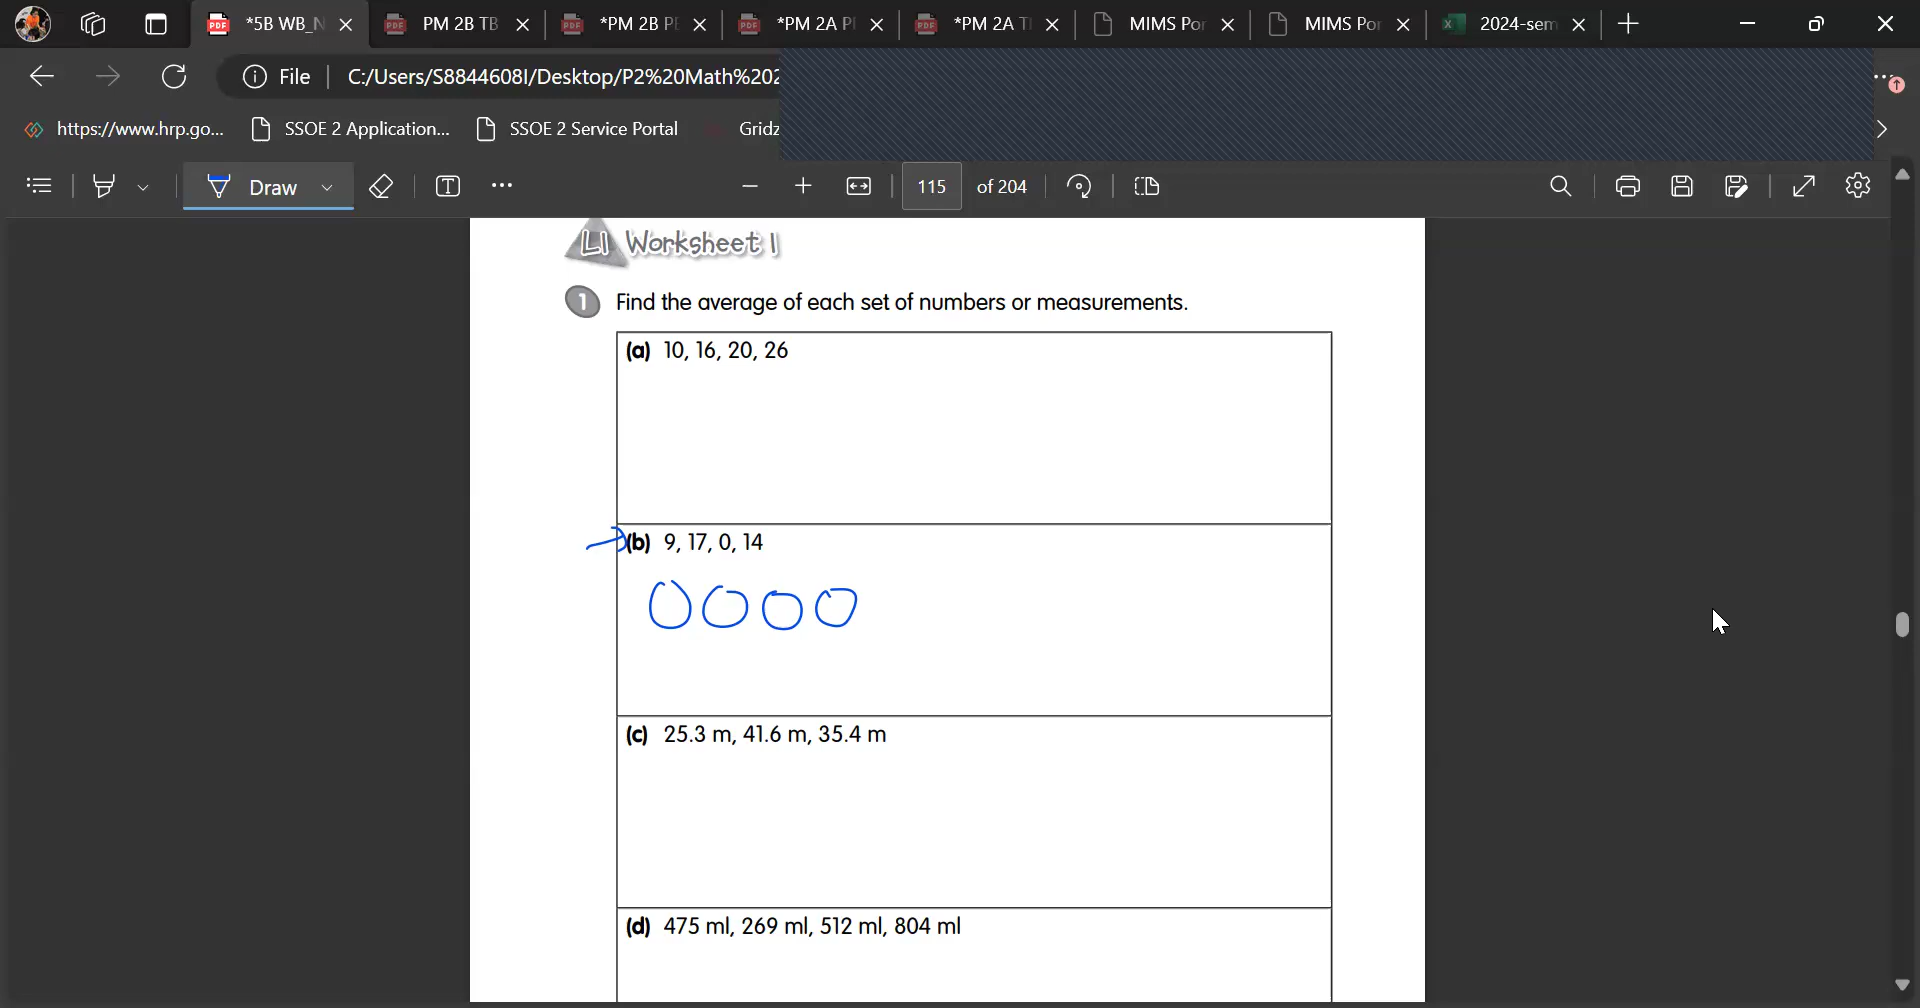 *5B WB_N
PM 2B TB
*PM 2B PE
*PM 2A P
*PM 2A T
MIMS Por
MIMS Por
2024-sem
File
C:/Users/S8844608I/Desktop/P2%20Math%202
https://www.hrp.go...
SSOE 2 Application...
SSOE 2 Service Portal
Gridz
Draw
115 of 204
L1 Worksheet 1
1 Find the average of each set of numbers or measurements.
(a) 10, 16, 20, 26
(b) 9, 17, 0, 14
(c) 25.3 m, 41.6 m, 35.4 m
(d) 475 ml, 269 ml, 512 ml, 804 ml